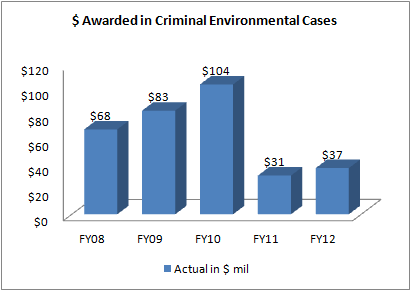 $ Awarded in Criminal Environmental Cases
$120
$100
$80
$60
$40
$20
$0
$68
$83
$104
$31
$37
FY08
FY09
FY10
FY11
FY12
Actual in $ mil